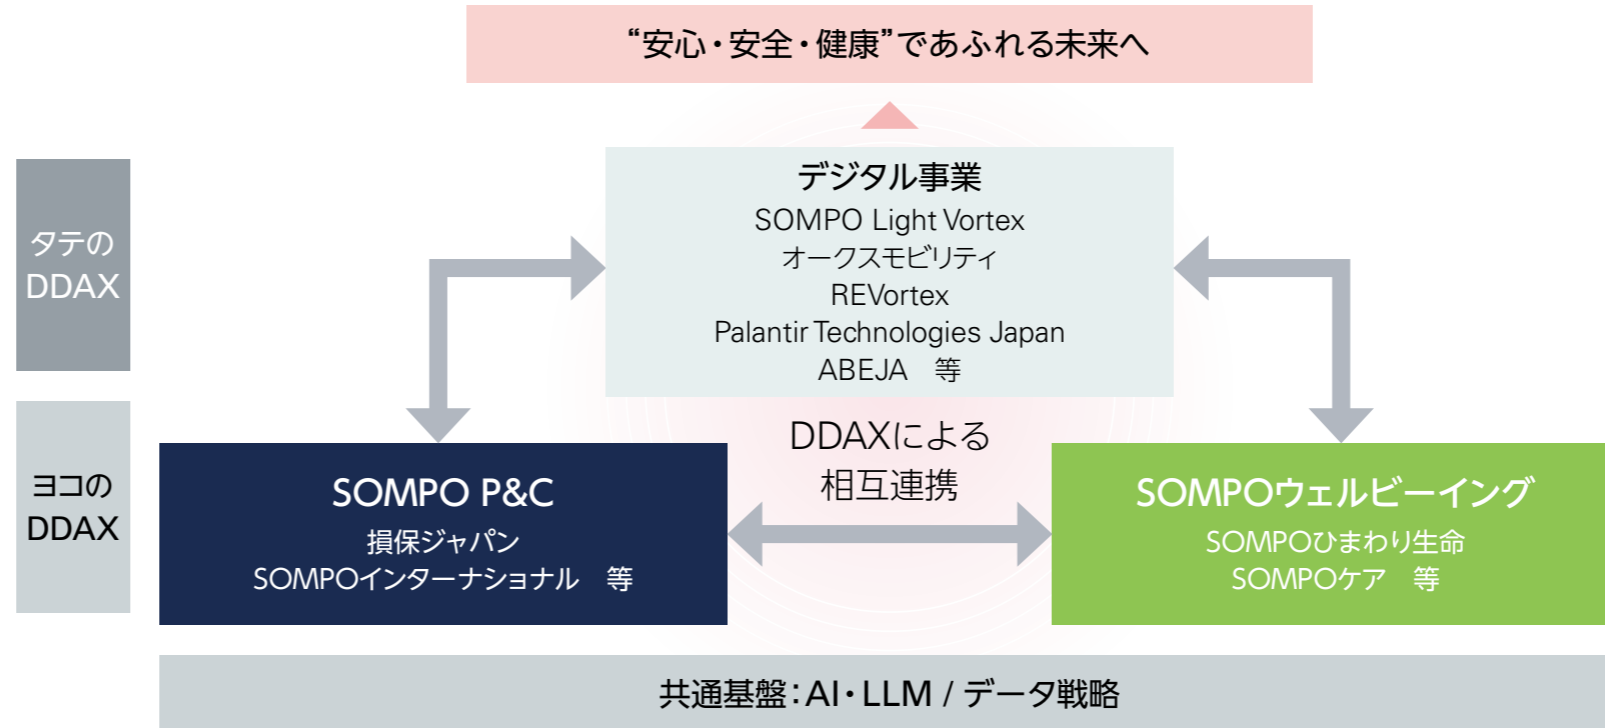 “安心・安全・健康”であふれる未来へ
タテの
DDAX
デジタル事業
SOMPO Light Vortex
オークスモビリティ
REVortex
Palantir Technologies Japan
ABEJA　等
DDAXによる
相互連携
ヨコの
DDAX
SOMPO P&C
損保ジャパン
SOMPOインターナショナル　等
SOMPOウェルビーイング
SOMPOひまわり生命
SOMPOケア　等
共通基盤：AI・LLM / データ戦略